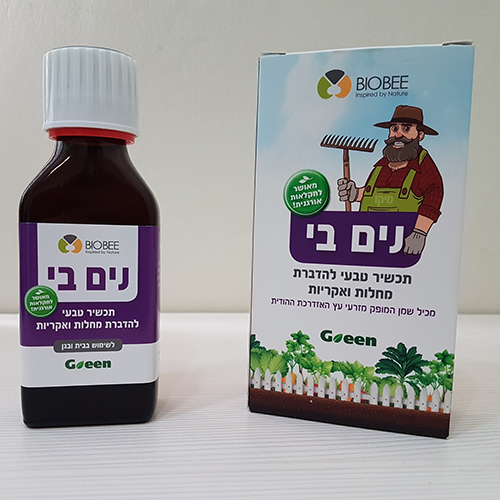 BIOBEE
Inspired by Nature
נים בי
מאושר
לחקלאות
אורגנית!
תכשיר טבעי
להדברת מחלות ואקריות
לשימוש בבית ובגן
Green
BIOBEE
Inspired by Nature
מאושר
לחקלאות
אורגנית!
נים בי
תכשיר טבעי להדברת
מחלות ואקריות
מכיל שמן המופק מזרעי עץ האזדרכת ההודית
Green